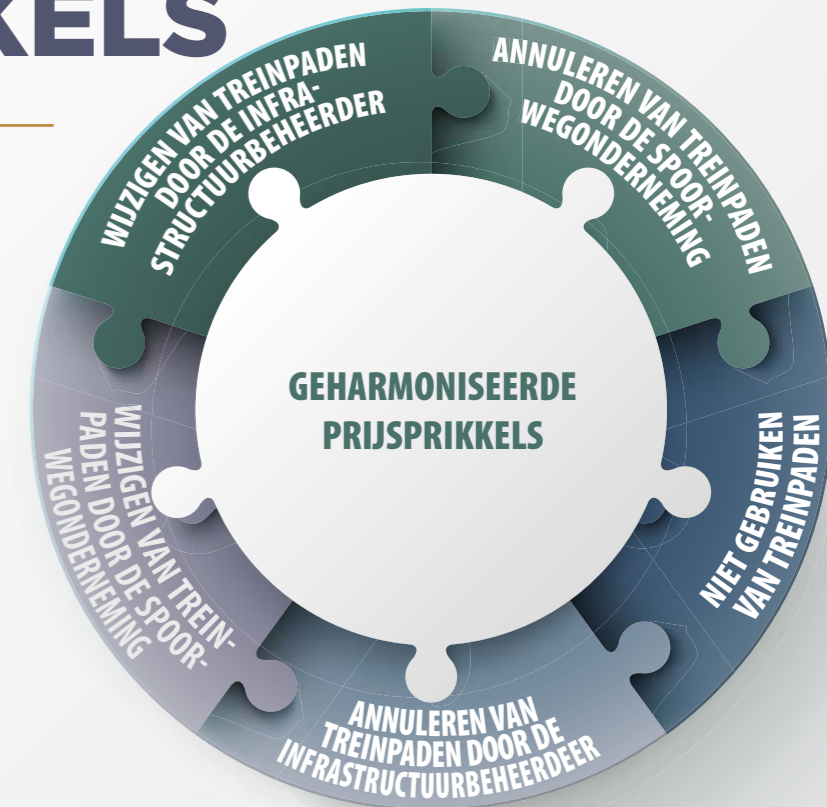 KELS
WIJZIGEN VAN TREINPADEN
DOOR DE INFRA-
STRUCTUURBEHEERDER
ANNULEREN VAN TREINPADEN
DOOR DE SPOOR-
WEGONDERNEMING
GEHARMONISEERDE
PRIJSPRIKKELS
WIJZIGEN VAN TREIN-
PADEN DOOR DE SPOOR-
WEGONDERNEMING
NIET GEBRUIKEN
VAN TREINPADEN
ANNULEREN VAN
TREINPADEN DOOR DE
INFRASTRUCTUURBEHEERDEER